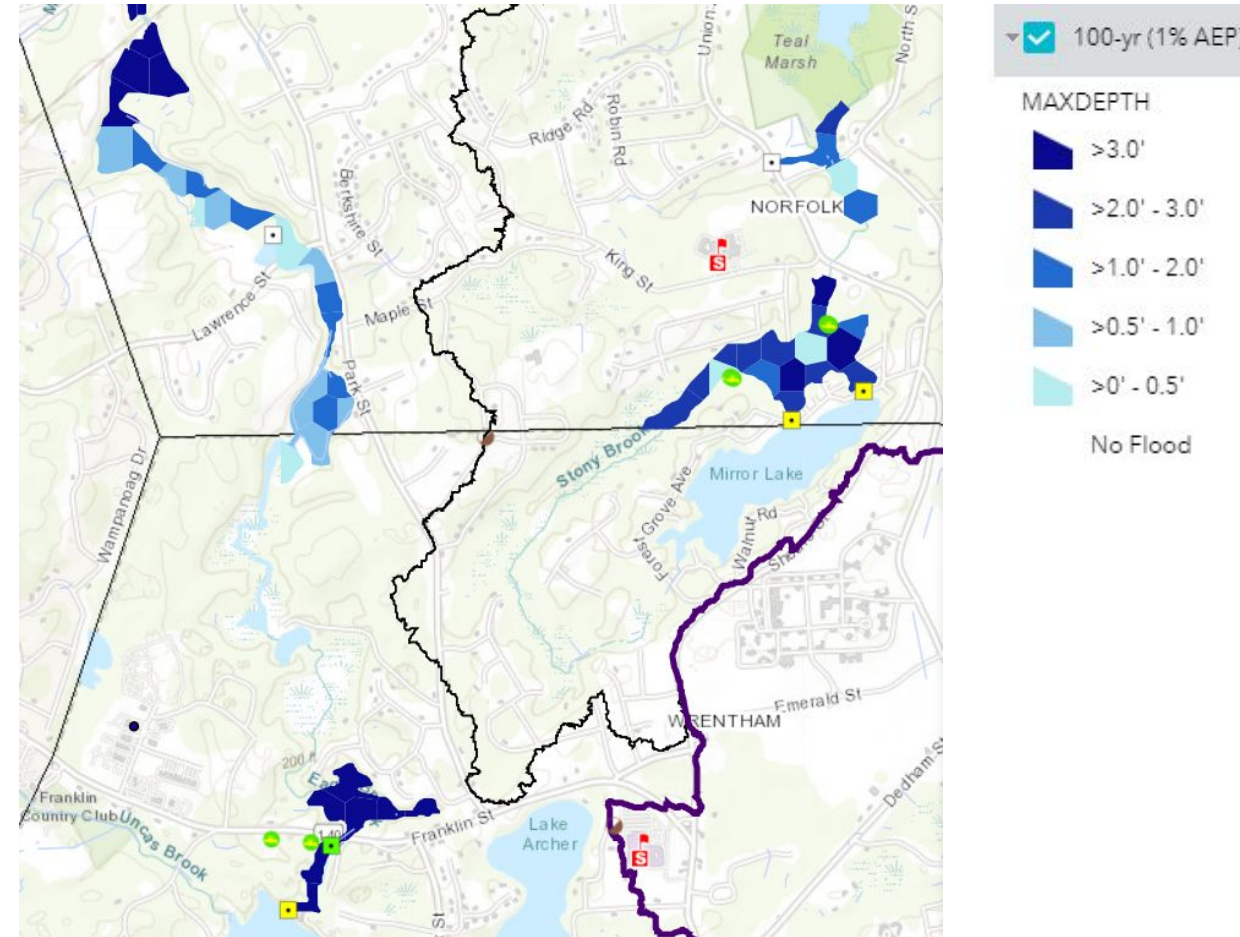 Union
North S
Teal
Marsh
Ridge Rd
Robin Rd
Berkshire St
NORFOLK
S
King St
Lawrence St
Maple St
Park St
Wampanoag Dr
Stony Brook
Mirror Lake
Forest Grove Ave
Walnut Rd
WRENTHAM
Emerald St
Dedham S
200 ft
Franklin
Country Club
Uncas Brook
140
Franklin St
Lake
Archer
S
St
100-yr (1% AEP)
MAXDEPTH
>3.0'
>2.0' - 3.0'
>1.0' - 2.0'
>0.5' - 1.0'
>0' - 0.5'
No Flood